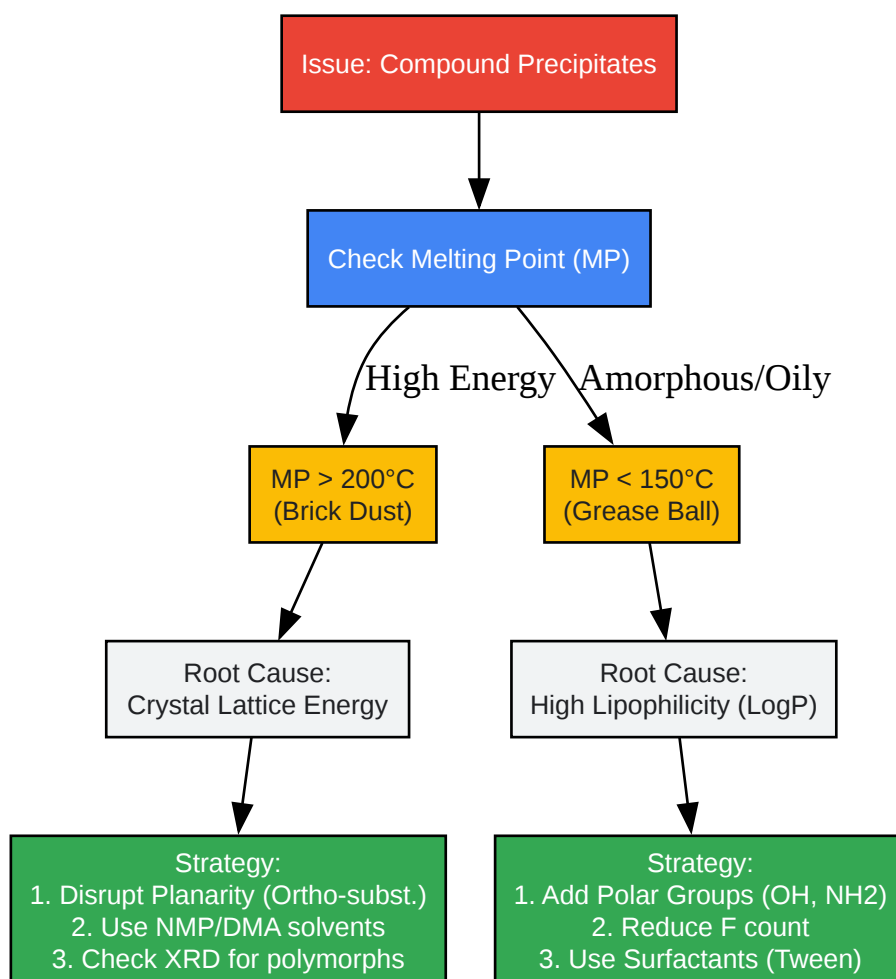 Issue: Compound Precipitates
Check Melting Point (MP)
High Energy
Amorphous/Oily
MP > 200°C
(Brick Dust)
MP < 150°C
(Grease Ball)
Root Cause:
Crystal Lattice Energy
Root Cause:
High Lipophilicity (LogP)
Strategy:
1. Disrupt Planarity (Ortho-subst.)
2. Use NMP/DMA solvents
3. Check XRD for polymorphs
Strategy:
1. Add Polar Groups (OH, NH2)
2. Reduce F count
3. Use Surfactants (Tween)